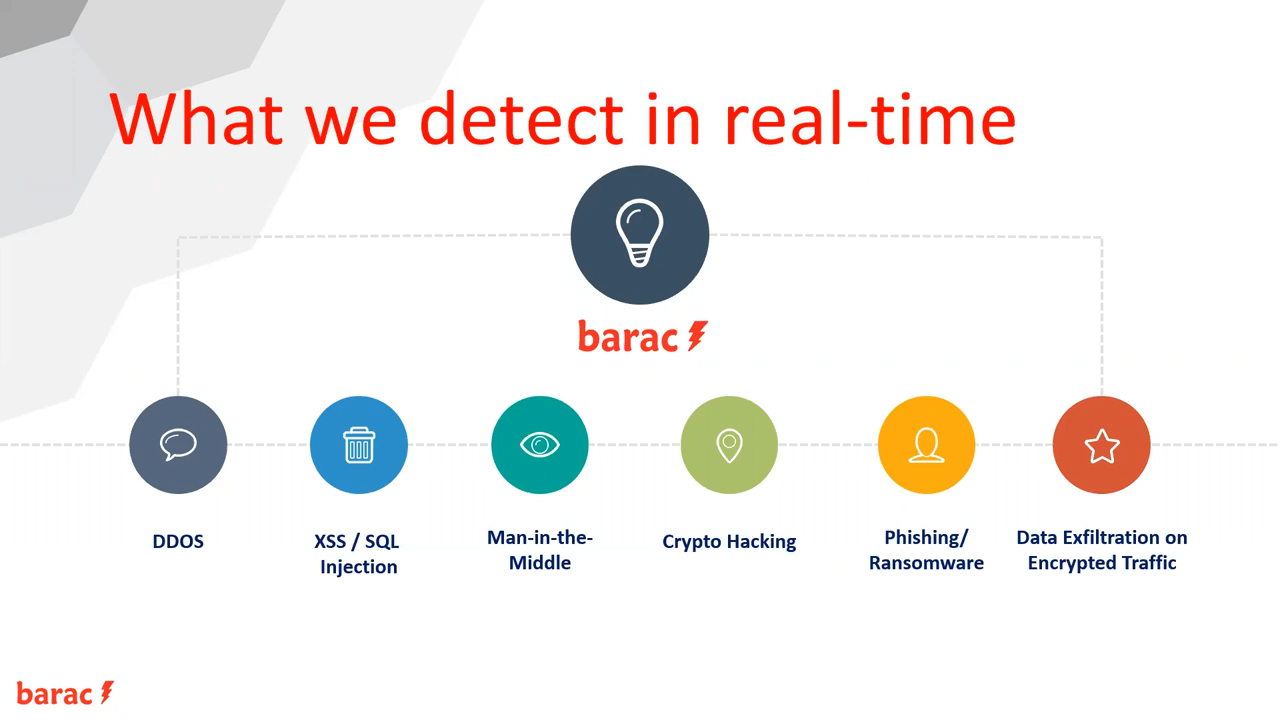 What we detect in real-time
barac
DDOS
XSS / SQL
Injection
Man-in-the-
Middle
Crypto Hacking
Phishing/
Ransomware
Data Exfiltration on
Encrypted Traffic
barac